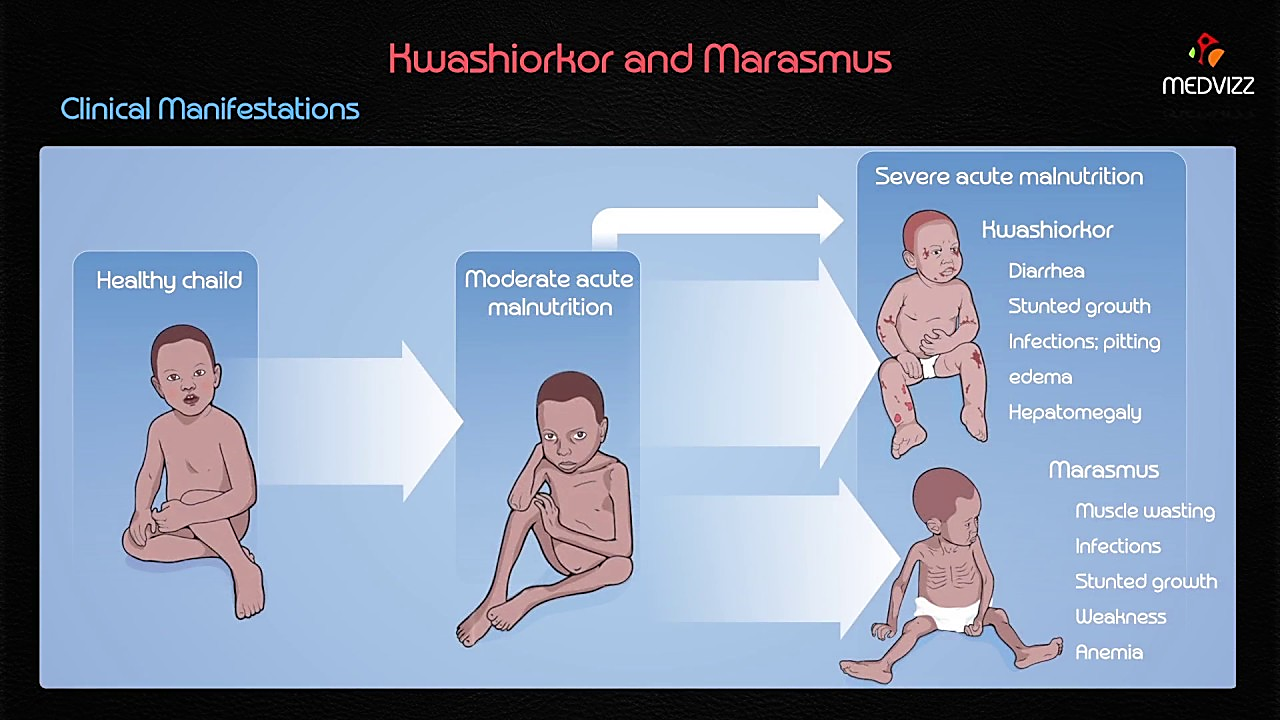 Kwashiorkor and Marasmus
MEDVIZZ
Clinical Manifestations
Healthy chaild
Moderate acute
malnutrition
Severe acute malnutrition
Kwashiorkor
Diarrhea
Stunted growth
Infections; pitting
edema
Hepatomegaly
Marasmus
Muscle wasting
Infections
Stunted growth
Weakness
Anemia